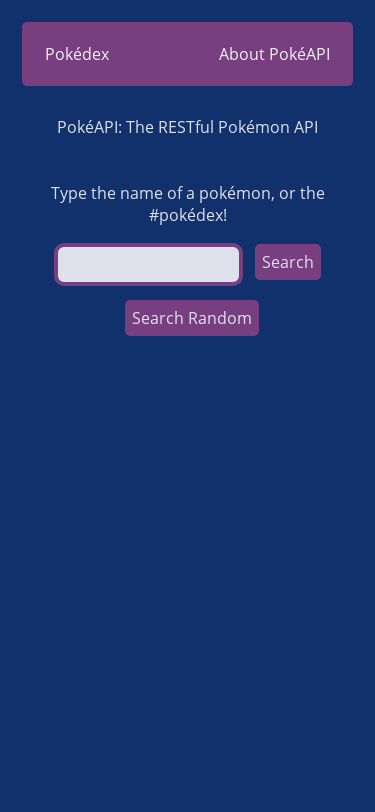 Pokédex
About PokéAPI
PokéAPI: The RESTful Pokémon API
Type the name of a pokémon, or the
#pokédex!
Search
Search Random